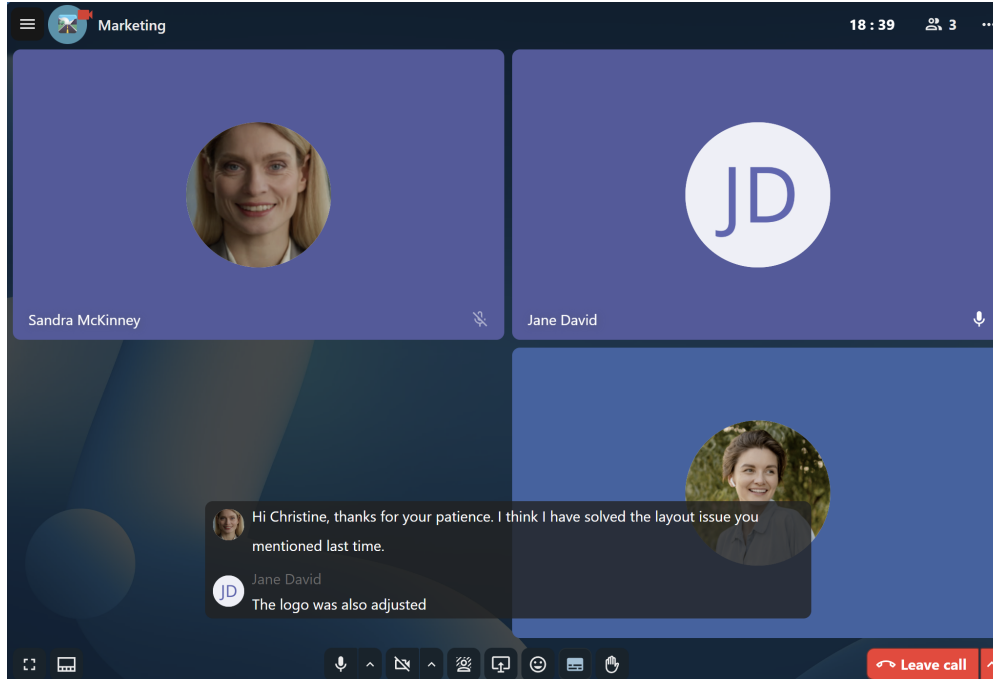 Marketing
18 : 39
3
JD
Sandra McKinney
Jane David
Hi Christine, thanks for your patience. I think I have solved the layout issue you
mentioned last time.
Jane David
JD
The logo was also adjusted
Leave call